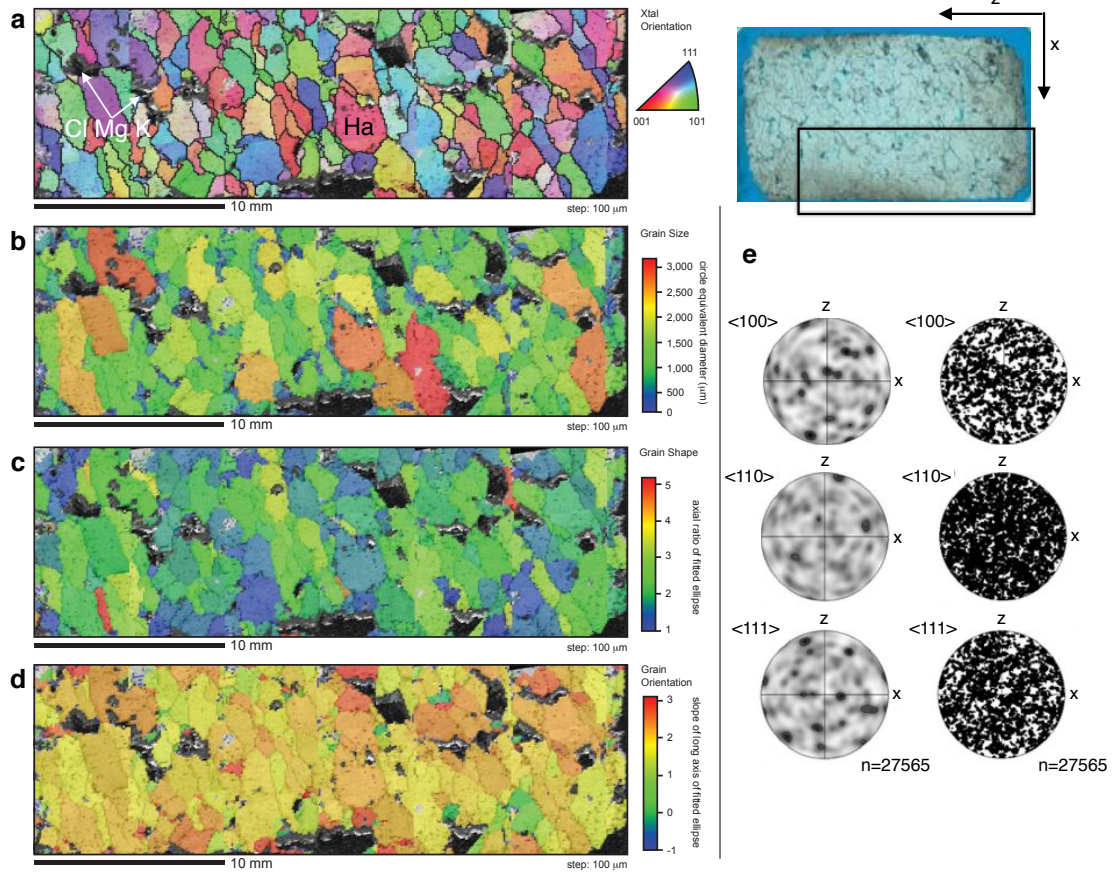 a
Cl Mg K
Ha
10 mm
step: 100 μm
Xtal
Orientation
111
001
101
z
x
b
10 mm
step: 100 μm
Grain Size
3,000
2,500
2,000
1,500
1,000
500
0
circle equivalent diameter (μm)
c
10 mm
step: 100 μm
Grain Shape
5
4
3
2
1
axial ratio of fitted ellipse
d
10 mm
step: 100 μm
Grain
Orientation
3
2
1
0
-1
slope of long axis of fitted ellipse
e
<100>
z
x
<100>
z
x
<110>
z
x
<110>
z
x
<111>
z
x
n=27565
<111>
z
x
n=27565